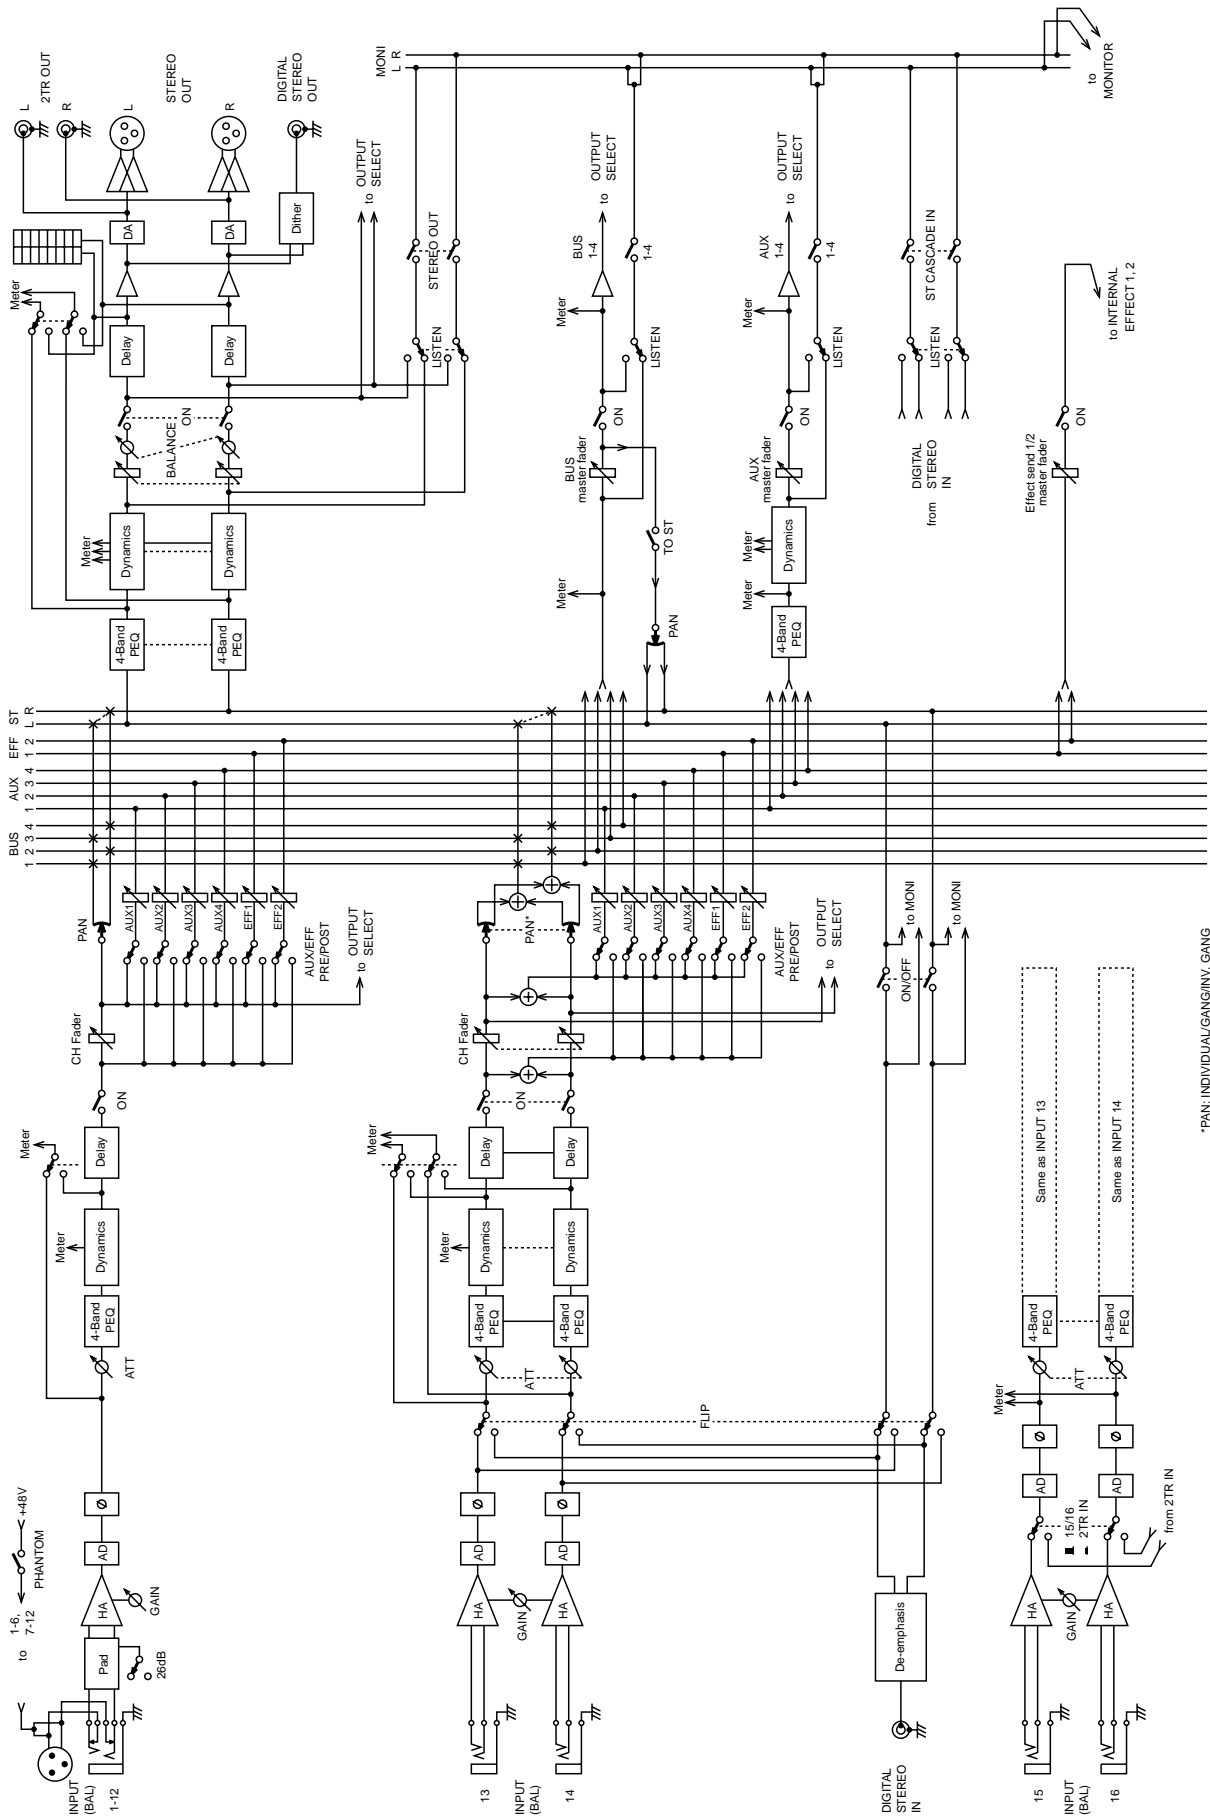 INPUT
(BAL)
1-12
to 1-6,
7-12
PHANTOM
+48V
Pad
26dB
HA
GAIN
AD
Ø
ATT
4-Band
PEQ
Meter
Dynamics
Meter
Delay
ON
CH Fader
AUX/EFF
PRE/POST
to OUTPUT
SELECT
AUX1
AUX2
AUX3
AUX4
EFF1
EFF2
PAN
BUS
1 2 3 4
AUX
1 2 3 4
EFF
1 2
ST
L R
4-Band
PEQ
4-Band
PEQ
Dynamics
Dynamics
Meter
BALANCE
ON
Delay
Delay
Meter
DA
DA
Dither
L
2TR OUT
R
L
STEREO
OUT
R
DIGITAL
STEREO
OUT
to OUTPUT
SELECT
LISTEN
STEREO OUT
MONI
L R
13
INPUT
(BAL)
14
HA
GAIN
HA
AD
AD
Ø
Ø
FLIP
ATT
4-Band
PEQ
4-Band
PEQ
Meter
Dynamics
Dynamics
Meter
Delay
Delay
ON
CH Fader
AUX/EFF
PRE/POST
to OUTPUT
SELECT
PAN*
AUX1
AUX2
AUX3
AUX4
EFF1
EFF2
Meter
BUS
master fader
ON
Meter
LISTEN
BUS
1-4
to OUTPUT
SELECT
1-4
TO ST
PAN
4-Band
PEQ
Meter
Dynamics
Meter
AUX
master fader
ON
Meter
LISTEN
AUX
1-4
to OUTPUT
SELECT
1-4
from DIGITAL
STEREO
IN
LISTEN
ST CASCADE IN
to
MONITOR
Effect send 1/2
master fader
ON
to INTERNAL
EFFECT 1, 2
DIGITAL
STEREO
IN
De-emphasis
ON/OFF
to MONI
to MONI
15
INPUT
(BAL)
16
HA
GAIN
HA
15/16
2TR IN
from 2TR IN
AD
AD
Ø
Ø
Meter
ATT
4-Band
PEQ
4-Band
PEQ
Same as INPUT 13
Same as INPUT 14
*PAN: INDIVIDUAL/GANG/INV. GANG